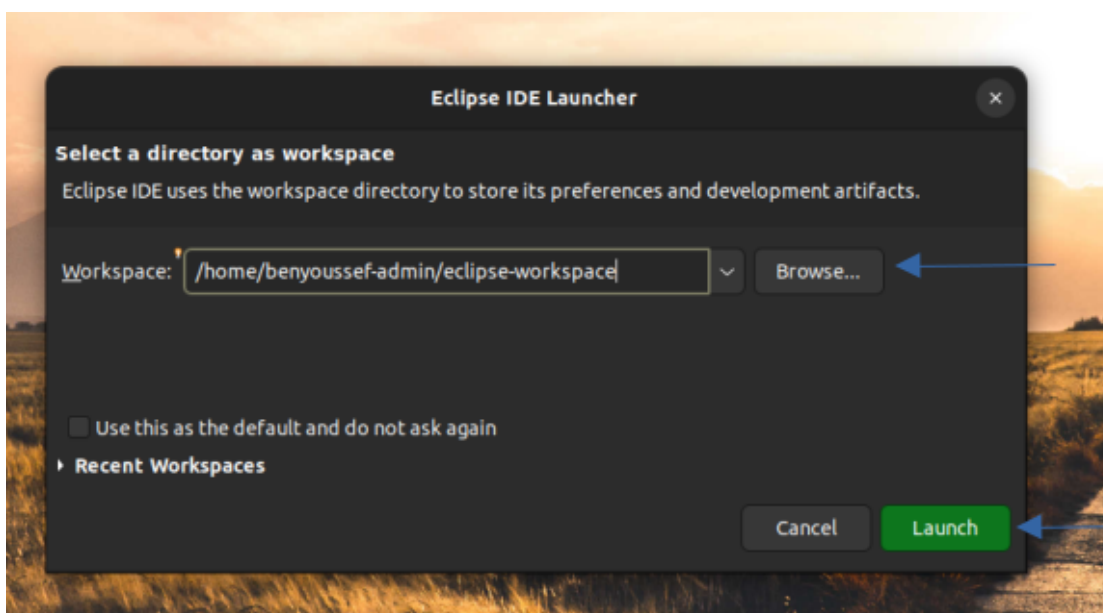 Eclipse IDE Launcher
Select a directory as workspace
Eclipse IDE uses the workspace directory to store its preferences and development artifacts.
Workspace: /home/benyoussef-admin/eclipse-workspace Browse...
Use this as the default and do not ask again
Recent Workspaces
Cancel Launch